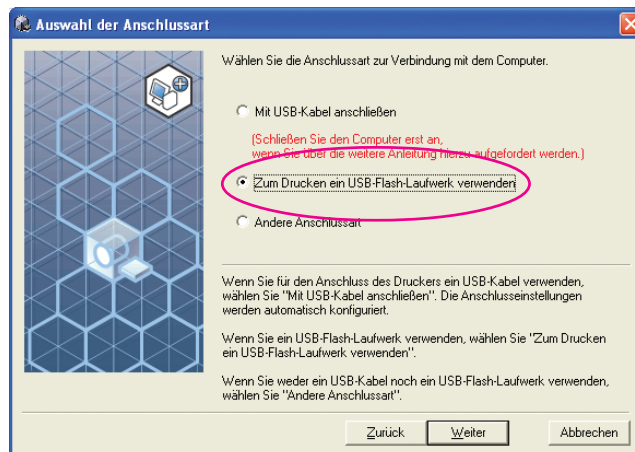 Auswahl der Anschlussart
Wählen Sie die Anschlussart zur Verbindung mit dem Computer.
Mit USB-Kabel anschließen
(Schließen Sie den Computer erst an,
wenn Sie über die weitere Anleitung hierzu aufgefordert werden.)
Zum Drucken ein USB-Flash-Laufwerk verwenden
Andere Anschlussart
Wenn Sie für den Anschluss des Druckers ein USB-Kabel verwenden,
wählen Sie "Mit USB-Kabel anschließen". Die Anschlusseinstellungen
werden automatisch konfiguriert.
Wenn Sie ein USB-Flash-Laufwerk verwenden, wählen Sie "Zum Drucken
ein USB-Flash-Laufwerk verwenden".
Wenn Sie weder ein USB-Kabel noch ein USB-Flash-Laufwerk verwenden,
wählen Sie "Andere Anschlussart".
Zurück Weiter Abbrechen